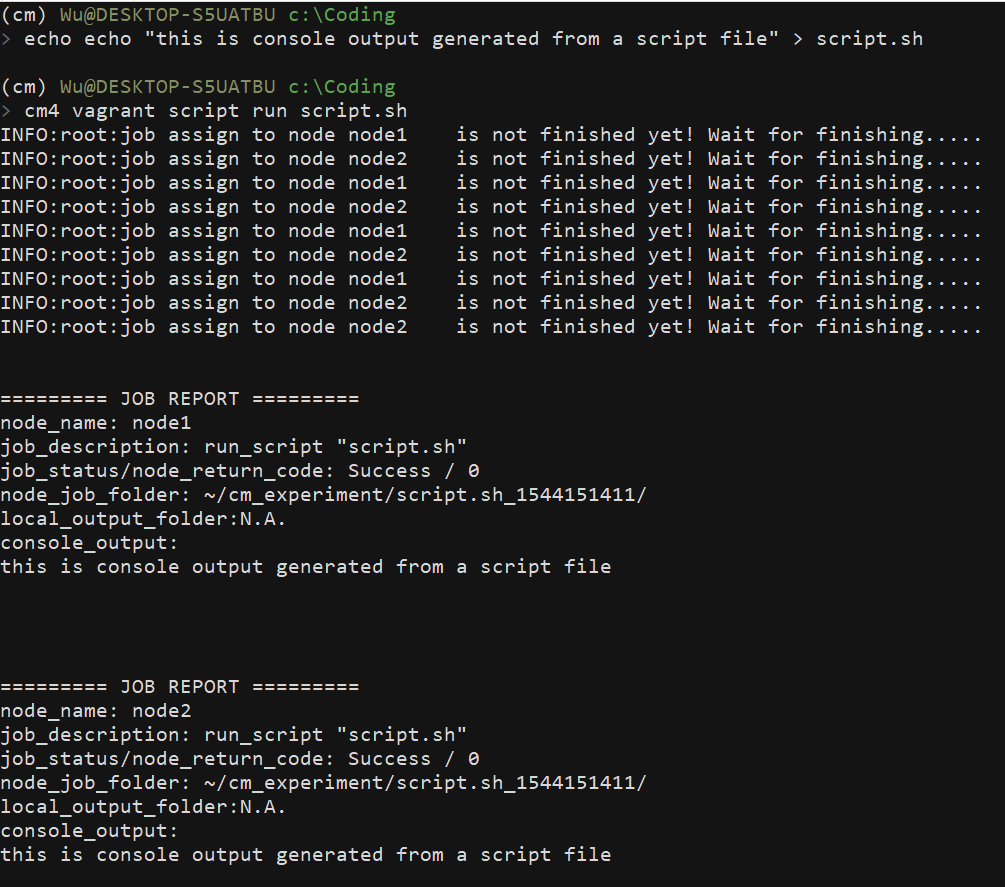 (cm) Wu@DESKTOP-S5UATBU c:\Coding
> echo echo "this is console output generated from a script file" > script.sh
(cm) Wu@DESKTOP-S5UATBU c:\Coding
> cm4 vagrant script run script.sh
INFO:root:job assign to node node1    is not finished yet! Wait for finishing.....
INFO:root:job assign to node node2    is not finished yet! Wait for finishing.....
INFO:root:job assign to node node1    is not finished yet! Wait for finishing.....
INFO:root:job assign to node node2    is not finished yet! Wait for finishing.....
INFO:root:job assign to node node1    is not finished yet! Wait for finishing.....
INFO:root:job assign to node node2    is not finished yet! Wait for finishing.....
INFO:root:job assign to node node1    is not finished yet! Wait for finishing.....
INFO:root:job assign to node node2    is not finished yet! Wait for finishing.....
INFO:root:job assign to node node2    is not finished yet! Wait for finishing.....
========= JOB REPORT =========
node_name: node1
job_description: run_script "script.sh"
job_status/node_return_code: Success / 0
node_job_folder: ~/cm_experiment/script.sh_1544151411/
local_output_folder:N.A.
console_output:
this is console output generated from a script file
========= JOB REPORT =========
node_name: node2
job_description: run_script "script.sh"
job_status/node_return_code: Success / 0
node_job_folder: ~/cm_experiment/script.sh_1544151411/
local_output_folder:N.A.
console_output:
this is console output generated from a script file